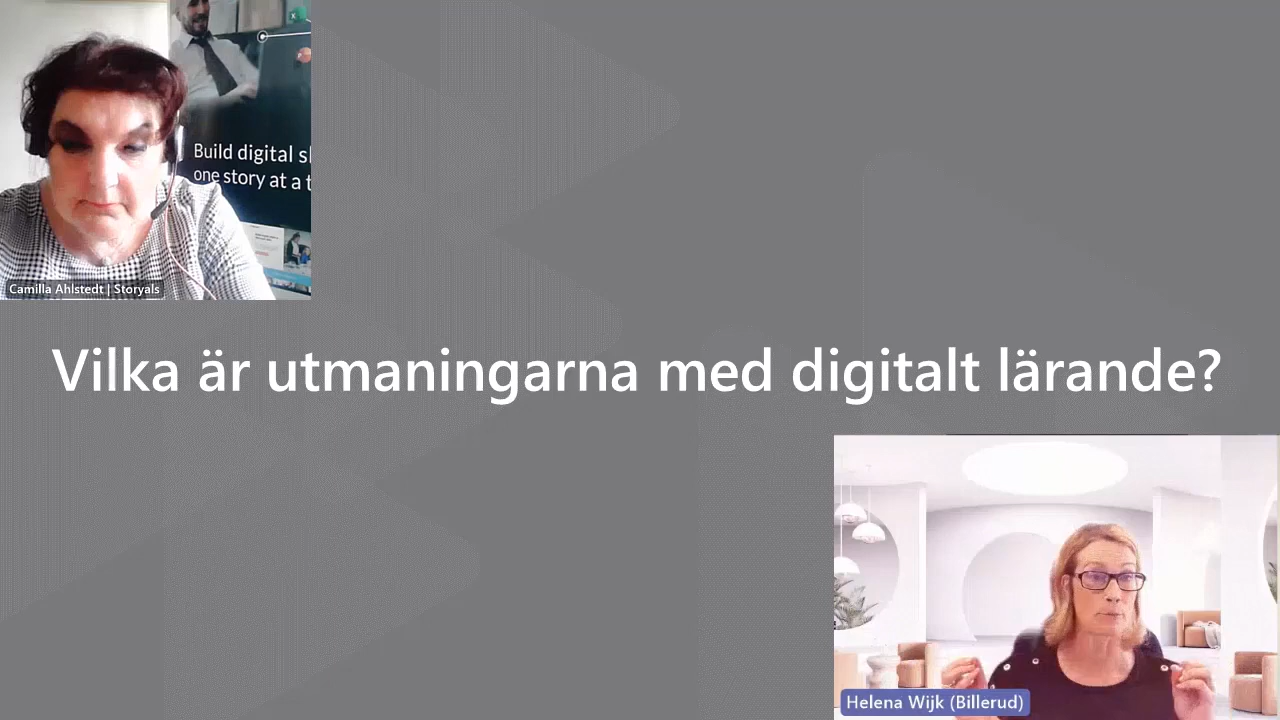 Build digital
one story at a
Camilla Ahlstedt | Storyals
Vilka är utmaningarna med digitalt lärande?
Helena Wijk (Billerud)